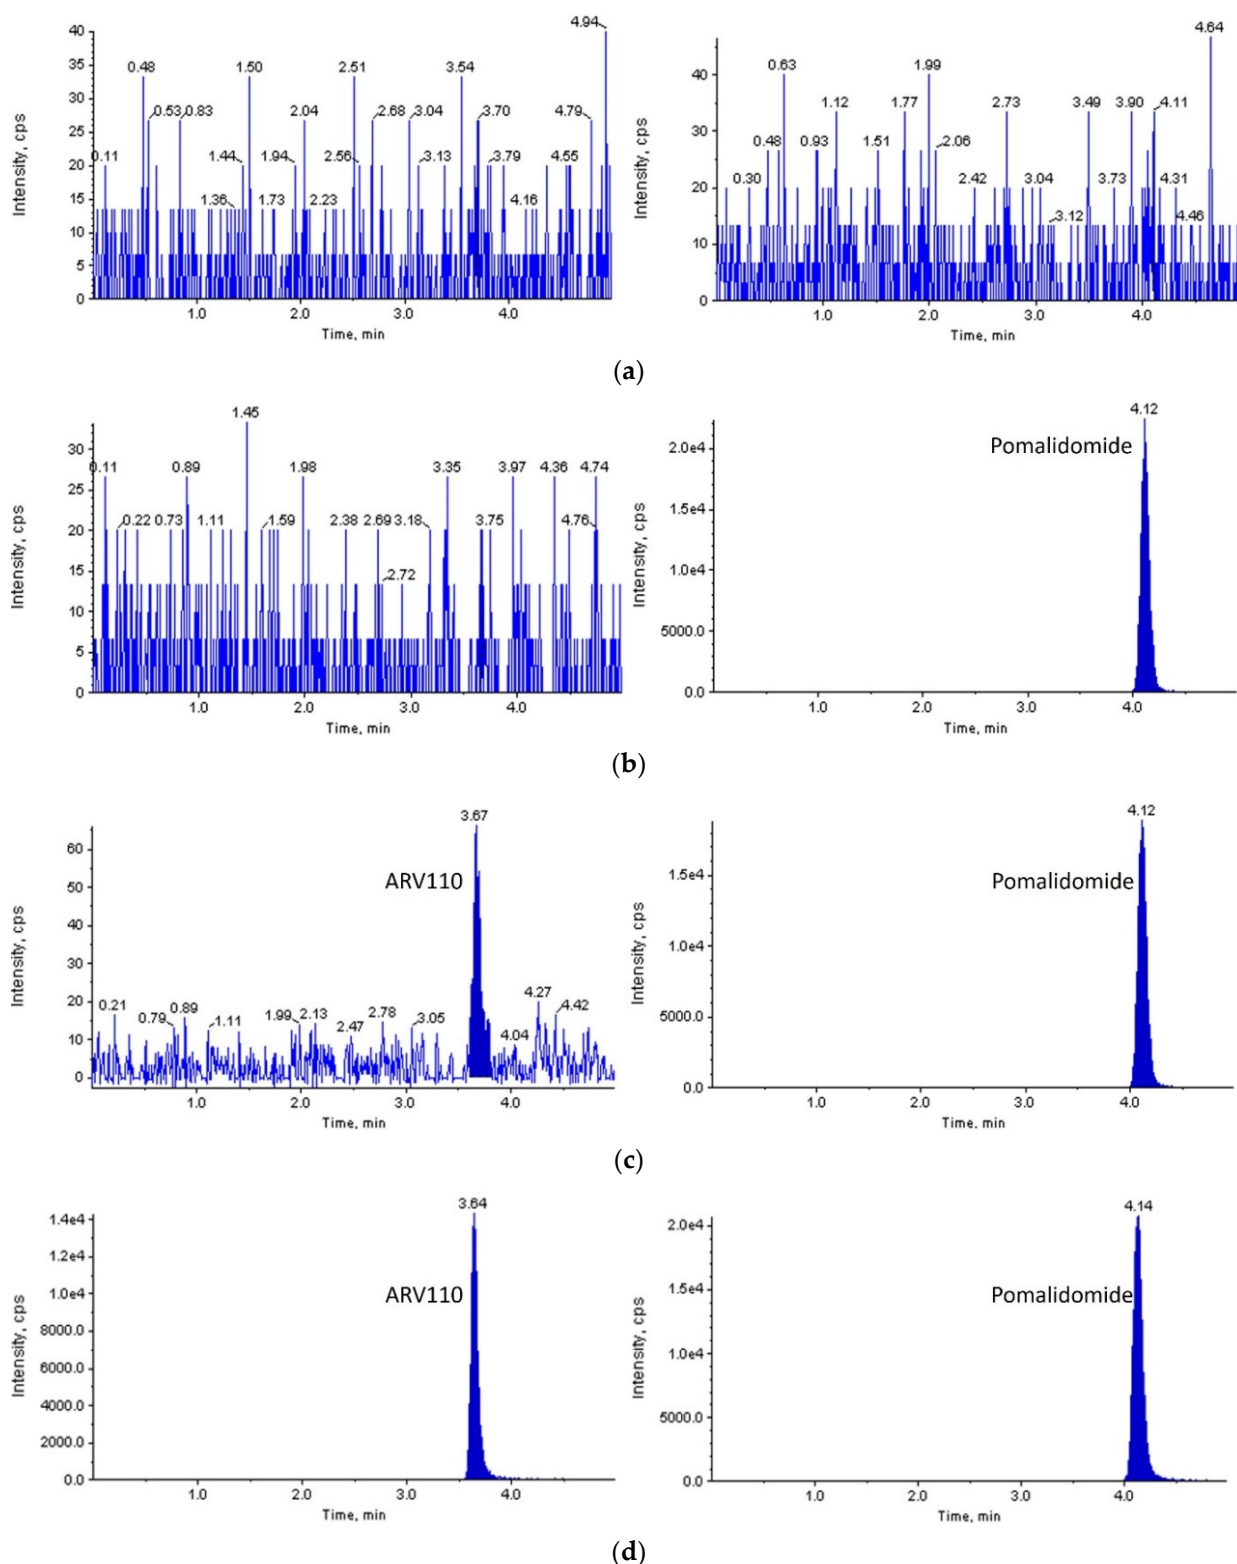 40
35
30
25
20
15
10
5
0
Intensity, cps
0.11
0.48
0.53
0.83
1.36
1.44
1.50
1.73
1.94
2.04
2.23
2.51
2.56
2.68
3.04
3.13
3.54
3.70
3.79
4.16
4.55
4.79
4.94
1.0 2.0 3.0 4.0
Time, min
40
30
20
10
0
Intensity, cps
0.30
0.48
0.63
0.93
1.12
1.51
1.77
1.99
2.06
2.42
2.73
3.04
3.12
3.49
3.73
3.90
4.11
4.31
4.46
4.64
1.0 2.0 3.0 4.0
Time, min
(a)
30
25
20
15
10
5
0
Intensity, cps
0.11
0.22
0.73
0.89
1.11
1.45
1.59
1.98
2.38
2.69
2.72
3.18
3.35
3.75
3.97
4.36
4.76
4.74
1.0 2.0 3.0 4.0
Time, min
2.0e4
1.5e4
1.0e4
5000.0
0.0
Intensity, cps
Pomalidomide
4.12
1.0 2.0 3.0 4.0
Time, min
(b)
60
50
40
30
20
10
0
Intensity, cps
ARV110
0.21
0.79
0.89
1.11
1.99
2.13
2.47
2.78
3.05
3.67
4.04
4.27
4.42
1.0 2.0 3.0 4.0
Time, min
1.5e4
1.0e4
5000.0
0.0
Intensity, cps
Pomalidomide
4.12
1.0 2.0 3.0 4.0
Time, min
(c)
1.4e4
1.2e4
1.0e4
8000.0
6000.0
4000.0
2000.0
0.0
Intensity, cps
ARV110
3.64
1.0 2.0 3.0 4.0
Time, min
2.0e4
1.5e4
1.0e4
5000.0
0.0
Intensity, cps
Pomalidomide
4.14
1.0 2.0 3.0 4.0
Time, min
(d)